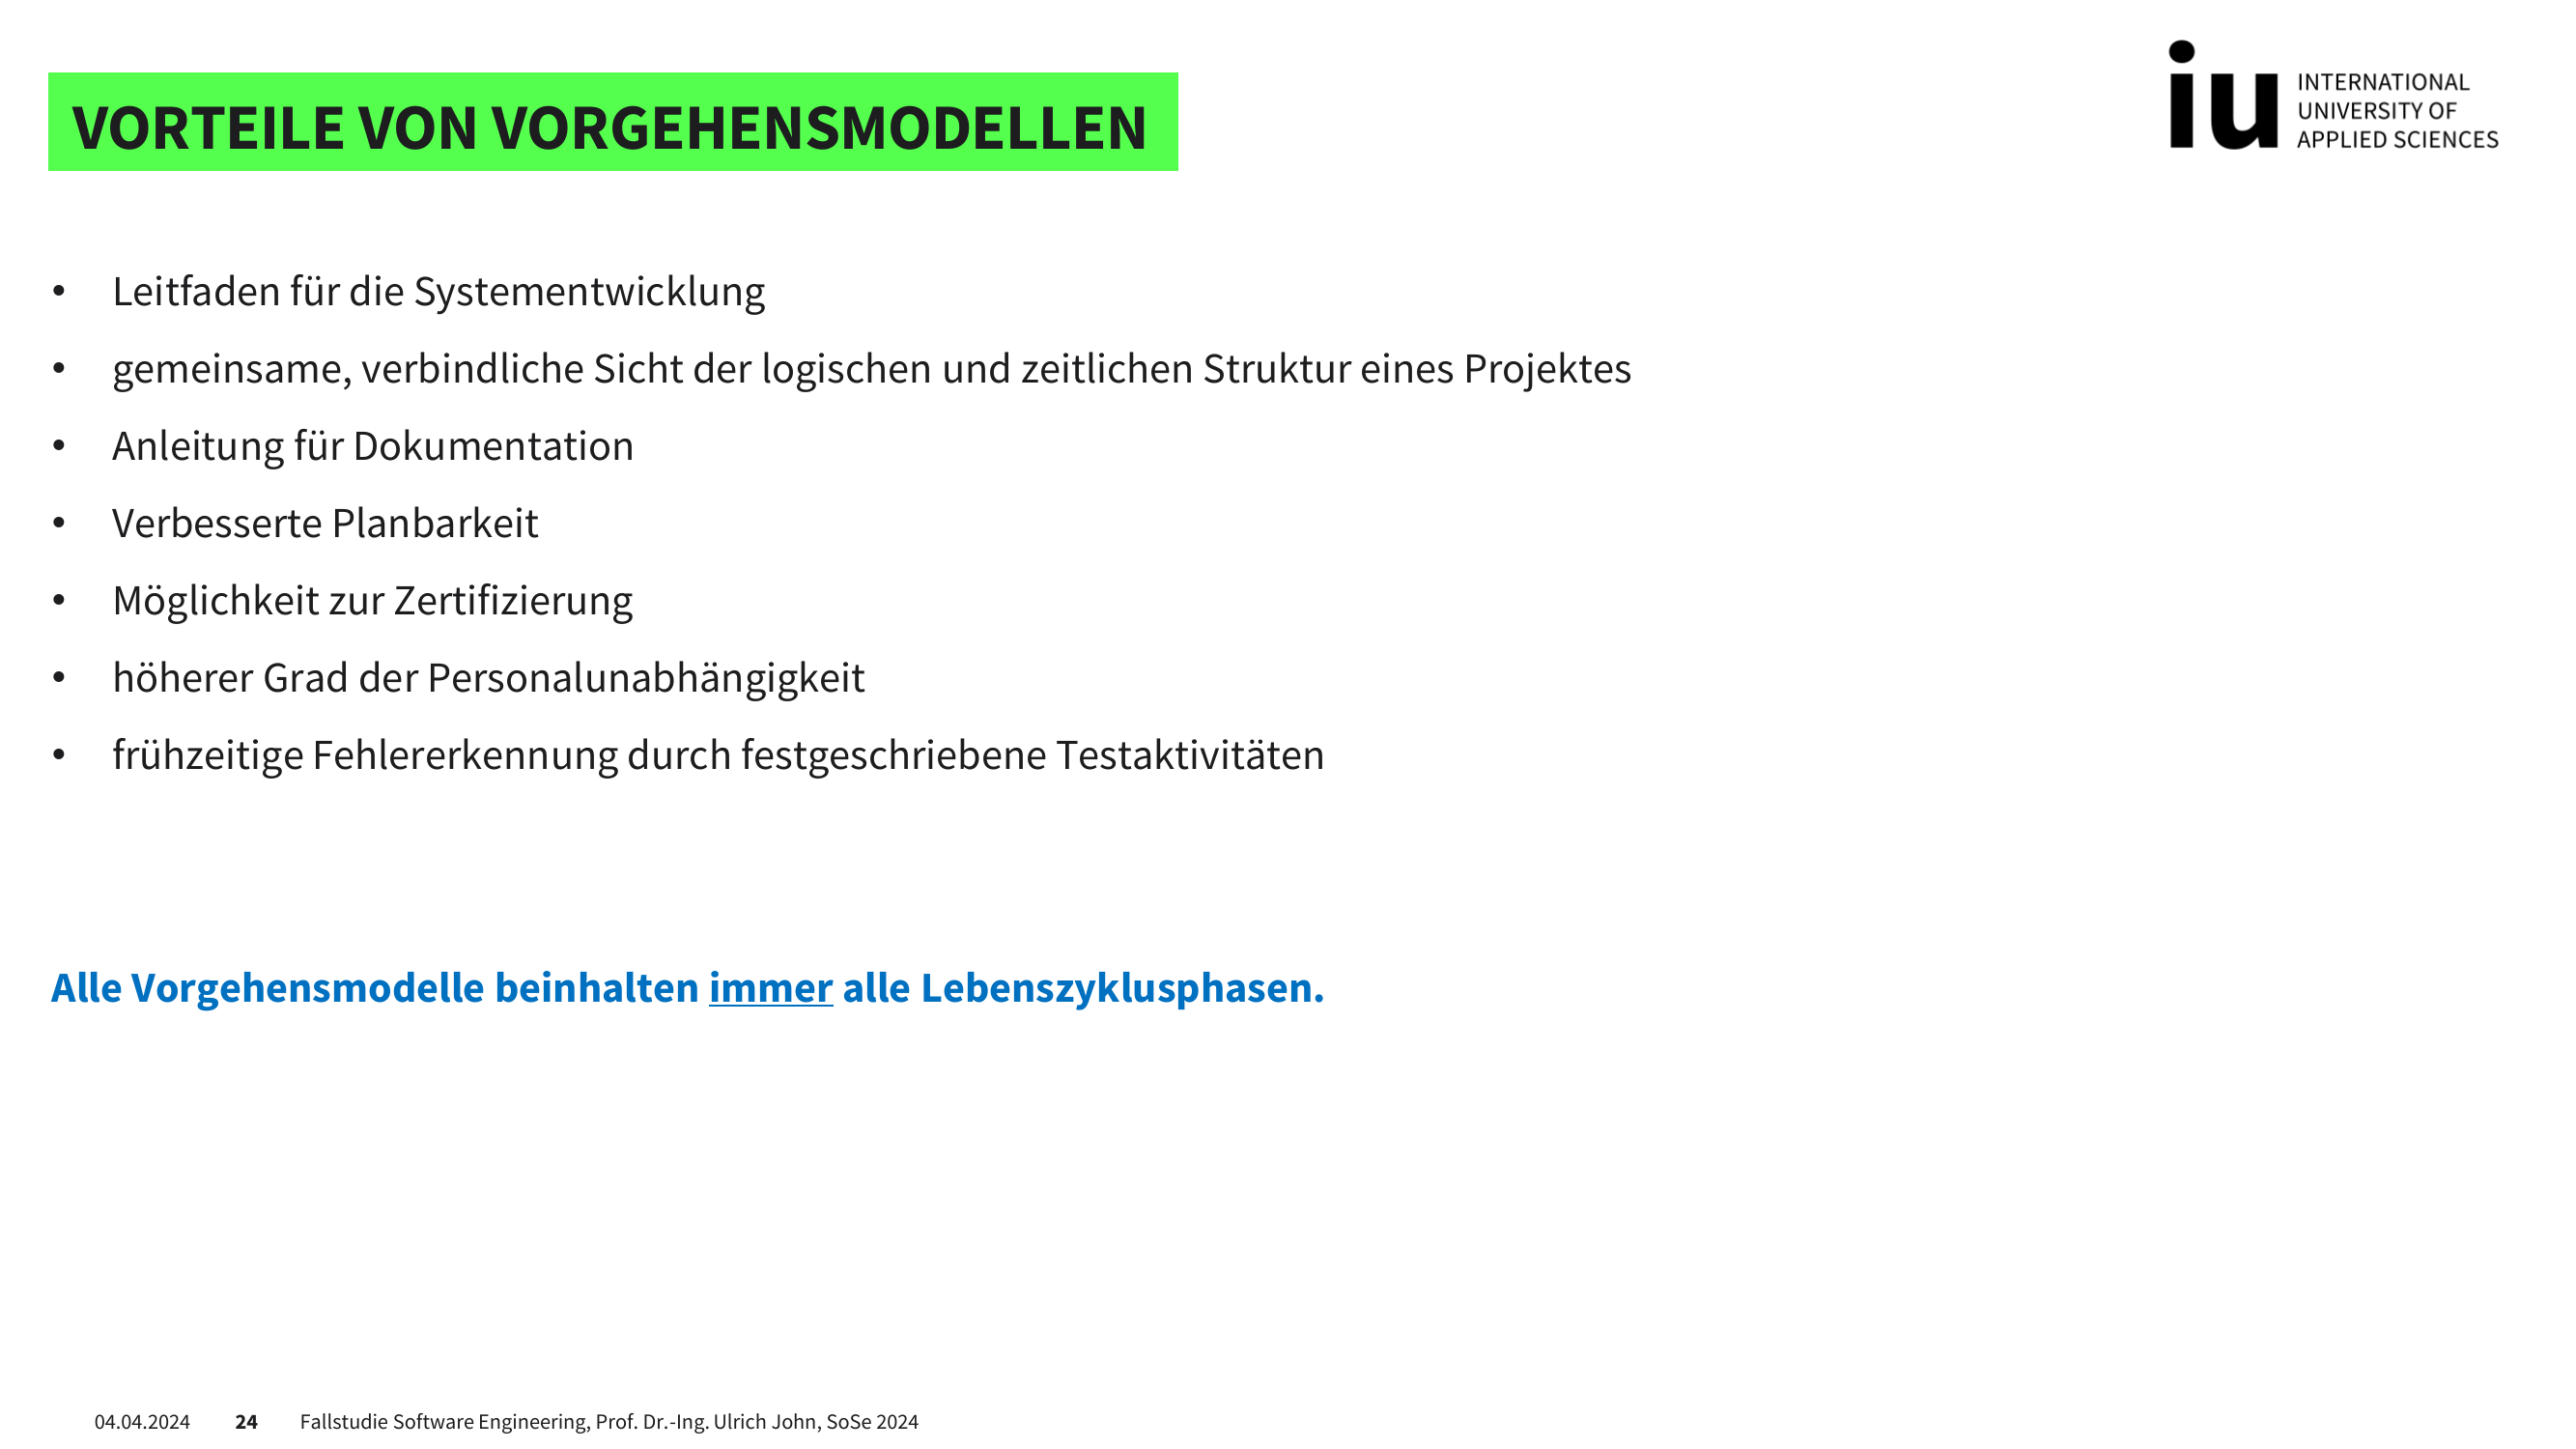 VORTEILE VON VORGEHENSMODELLEN
iu INTERNATIONAL
UNIVERSITY OF
APPLIED SCIENCES
• Leitfaden für die Systementwicklung
• gemeinsame, verbindliche Sicht der logischen und zeitlichen Struktur eines Projektes
• Anleitung für Dokumentation
• Verbesserte Planbarkeit
• Möglichkeit zur Zertifizierung
• höherer Grad der Personalunabhängigkeit
• frühzeitige Fehlererkennung durch festgeschriebene Testaktivitäten
Alle Vorgehensmodelle beinhalten immer alle Lebenszyklusphasen.
04.04.2024 24 Fallstudie Software Engineering, Prof. Dr.-Ing. Ulrich John, SoSe 2024